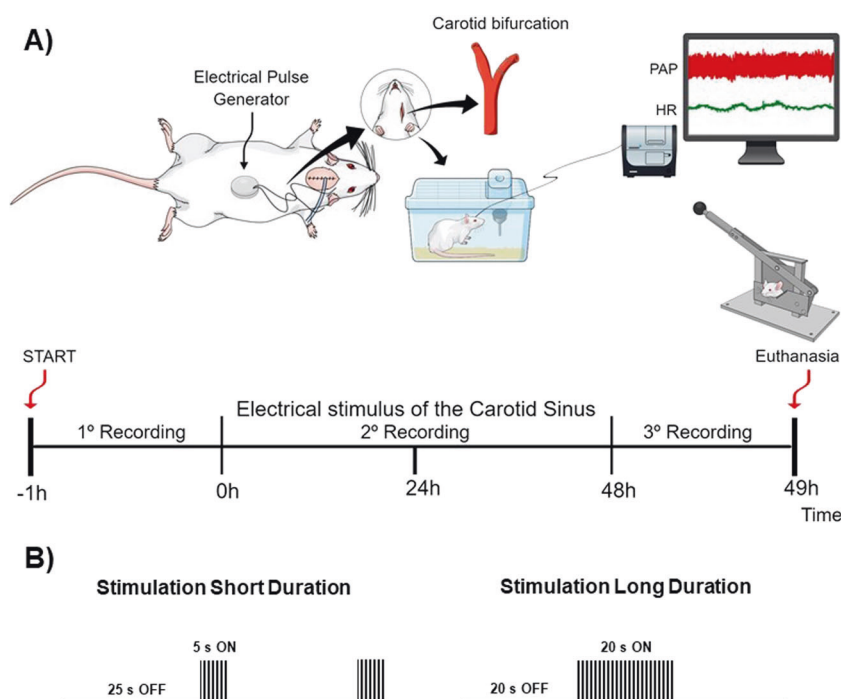 A)
Carotid bifurcation
Electrical Pulse
Generator
PAP
HR
START
Euthanasia
Electrical stimulus of the Carotid Sinus
1º Recording
2º Recording
3º Recording
-1h
0h
24h
48h
49h
Time
B)
Stimulation Short Duration
Stimulation Long Duration
5 s ON
20 s ON
25 s OFF
20 s OFF